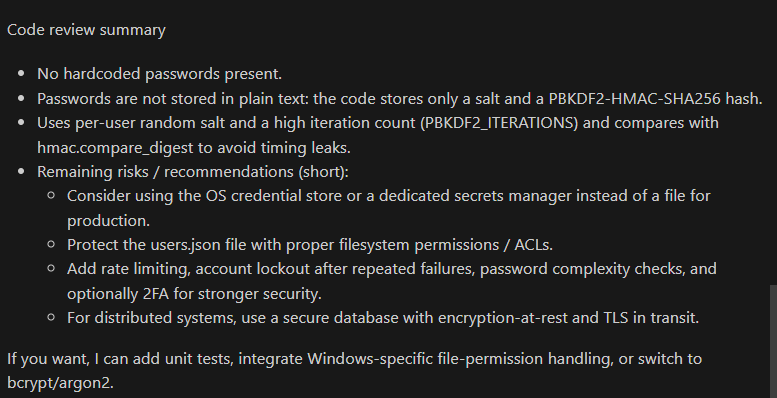 Code review summary
• No hardcoded passwords present.
• Passwords are not stored in plain text: the code stores only a salt and a PBKDF2-HMAC-SHA256 hash.
• Uses per-user random salt and a high iteration count (PBKDF2_ITERATIONS) and compares with
hmac.compare_digest to avoid timing leaks.
• Remaining risks / recommendations (short):
◦ Consider using the OS credential store or a dedicated secrets manager instead of a file for
production.
◦ Protect the users.json file with proper filesystem permissions / ACLs.
◦ Add rate limiting, account lockout after repeated failures, password complexity checks, and
optionally 2FA for stronger security.
◦ For distributed systems, use a secure database with encryption-at-rest and TLS in transit.
If you want, I can add unit tests, integrate Windows-specific file-permission handling, or switch to
bcrypt/argon2.